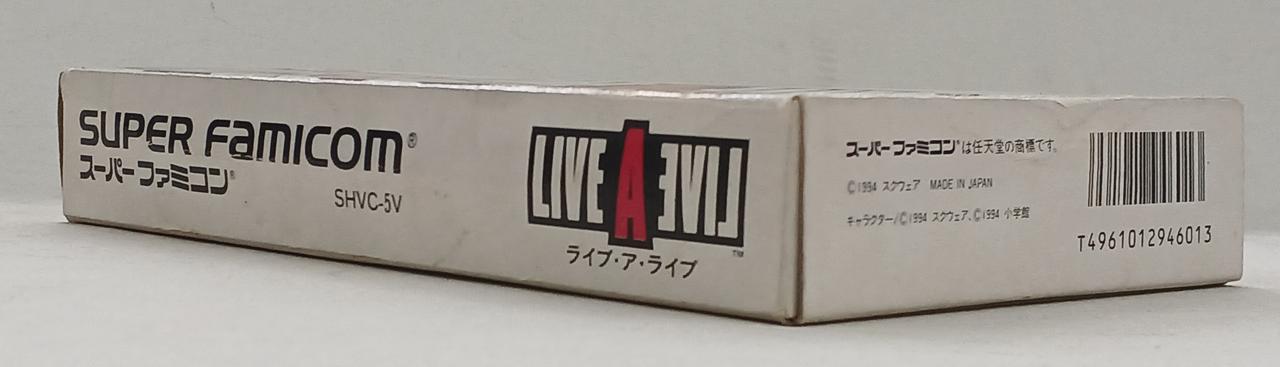 SUPER FAMICOM®
スーパーファミコン®
SHVC-5V
LIVE A EVIL
™
ライブ・ア・ライブ
スーパーファミコン®は任天堂の商標です。
©1994 スクウェア MADE IN JAPAN
キャラクター/©1994 スクウェア、©1994 小学館
T4961012946013